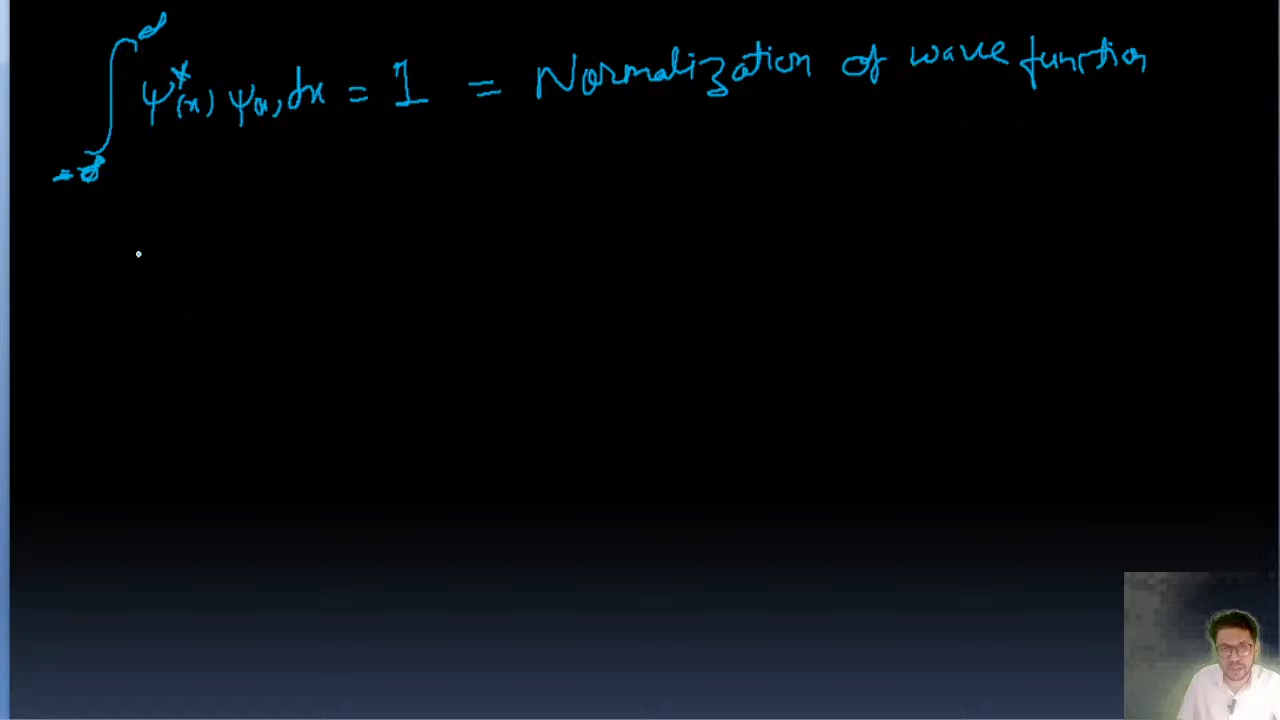 ∫_{-∞}^{∞} ψ*(x) ψ(x) dx = 1 = Normalization of wave function